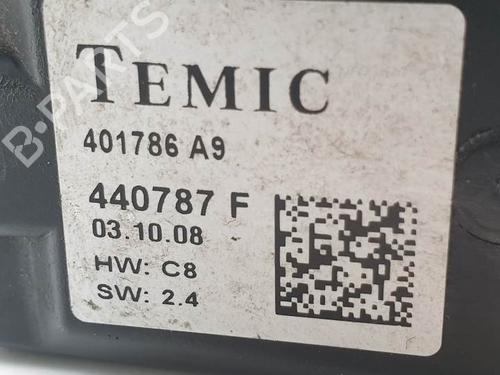 TEMIC
401786 A9
440787 F
03.10.08
HW: C8
SW: 2.4
B-PARTS